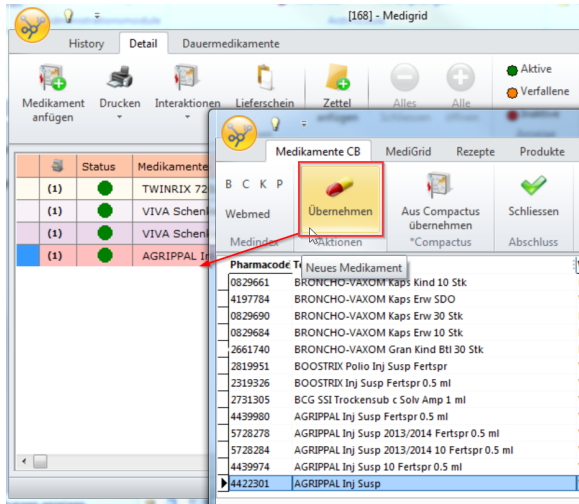 [168] - Medigrid
History Detail Dauermedikamente
Medikament anfügen Drucken Interaktionen Lieferschein Zettel Alles Alle
Aktive
Verfallene
Status Medikamente
(1) TWINRIX 72
(1) VIVA Schenk
(1) VIVA Schenk
(1) AGRIPPAL In
Medikamente CB MediGrid Rezepte Produkte
B C K P
Webmed
Medindex
Übernehmen
Aktionen
Aus Compactus
übernehmen
*Compactus
Schliessen
Abschluss
Neues Medikament
Pharmacode
0829661 BRONCHO-VAXOM Kaps Kind 10 Stk
4197784 BRONCHO-VAXOM Kaps Erw SDO
0829690 BRONCHO-VAXOM Kaps Erw 30 Stk
0829684 BRONCHO-VAXOM Kaps Erw 10 Stk
2661740 BRONCHO-VAXOM Gran Kind Btl 30 Stk
2819951 BOOSTRIX Polio Inj Susp Fertspr
2319326 BOOSTRIX Inj Susp Fertspr 0.5 ml
2731305 BCG SSI Trockensub c Solv Amp 1 ml
4439980 AGRIPPAL Inj Susp Fertspr 0.5 ml
5728278 AGRIPPAL Inj Susp 2013/2014 Fertspr 0.5 ml
5728284 AGRIPPAL Inj Susp 2013/2014 10 Fertspr 0.5 ml
4439974 AGRIPPAL Inj Susp 10 Fertspr 0.5 ml
4422301 AGRIPPAL Inj Susp